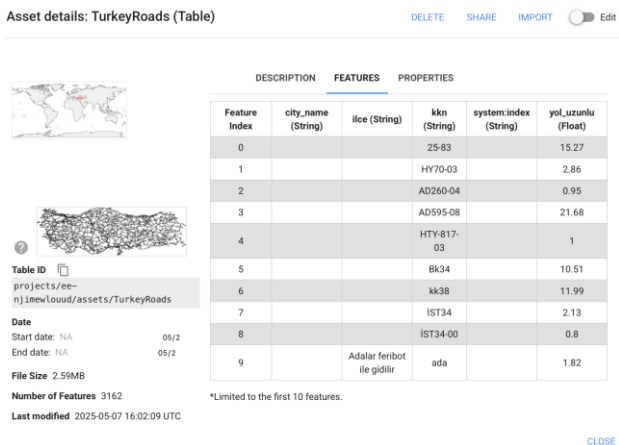 Asset details: TurkeyRoads (Table)
DELETE SHARE IMPORT Edit
DESCRIPTION FEATURES PROPERTIES
Feature Index city_name (String) ilce (String) kkn (String) system:index (String) yol_uzunlu (Float)
0 25-83 15.27
1 HY70-03 2.86
2 AD260-04 0.95
3 AD595-08 21.68
4 HTY-817-03 1
5 Bk34 10.51
6 kk38 11.99
7 İST34 2.13
8 İST34-00 0.8
9 Adalar feribot ile gidilir ada 1.82
*Limited to the first 10 features.
?
Table ID
projects/ee-
njimewlouud/assets/TurkeyRoads
Date
Start date: NA 05/2
End date: NA 05/2
File Size 2.59MB
Number of Features 3162
Last modified 2025-05-07 16:02:09 UTC
CLOSE